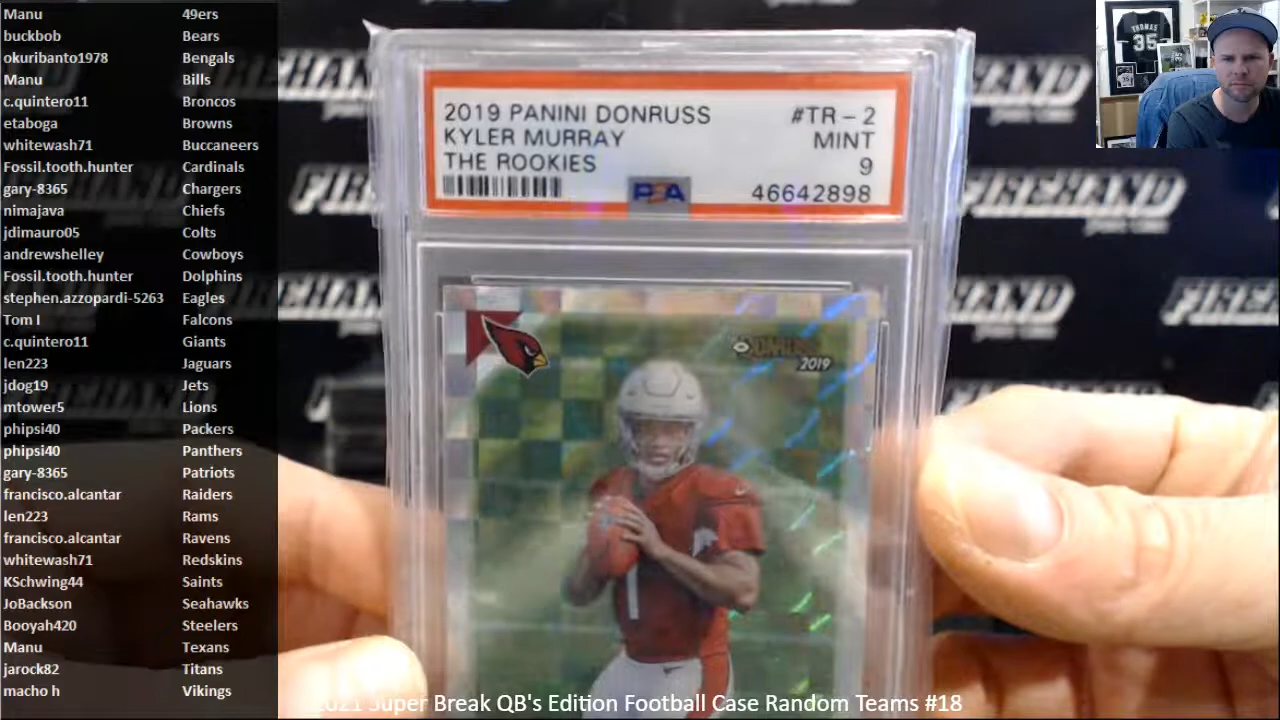 Manu 49ers
buckbob Bears
okuribanto1978 Bengals
Manu Bills
c.quintero11 Broncos
etaboga Browns
whitewash71 Buccaneers
Fossil.tooth.hunter Cardinals
gary-8365 Chargers
nimajava Chiefs
jdimauro05 Colts
andrewshelley Cowboys
Fossil.tooth.hunter Dolphins
stephen.azzopardi-5263 Eagles
Tom I Falcons
c.quintero11 Giants
len223 Jaguars
jdog19 Jets
mtower5 Lions
phipsi40 Packers
phipsi40 Panthers
gary-8365 Patriots
francisco.alcantar Raiders
len223 Rams
francisco.alcantar Ravens
whitewash71 Redskins
KSchwing44 Saints
JoBackson Seahawks
Booyah420 Steelers
Manu Texans
jarock82 Titans
macho h Vikings
2019 PANINI DONRUSS #TR-2
KYLER MURRAY MINT
THE ROOKIES 9
PSA 46642898
DONRUSS
2019
1
THOMAS
35
FIREHAND
FIREHAND
2021 Super Break QB's Edition Football Case Random Teams #18